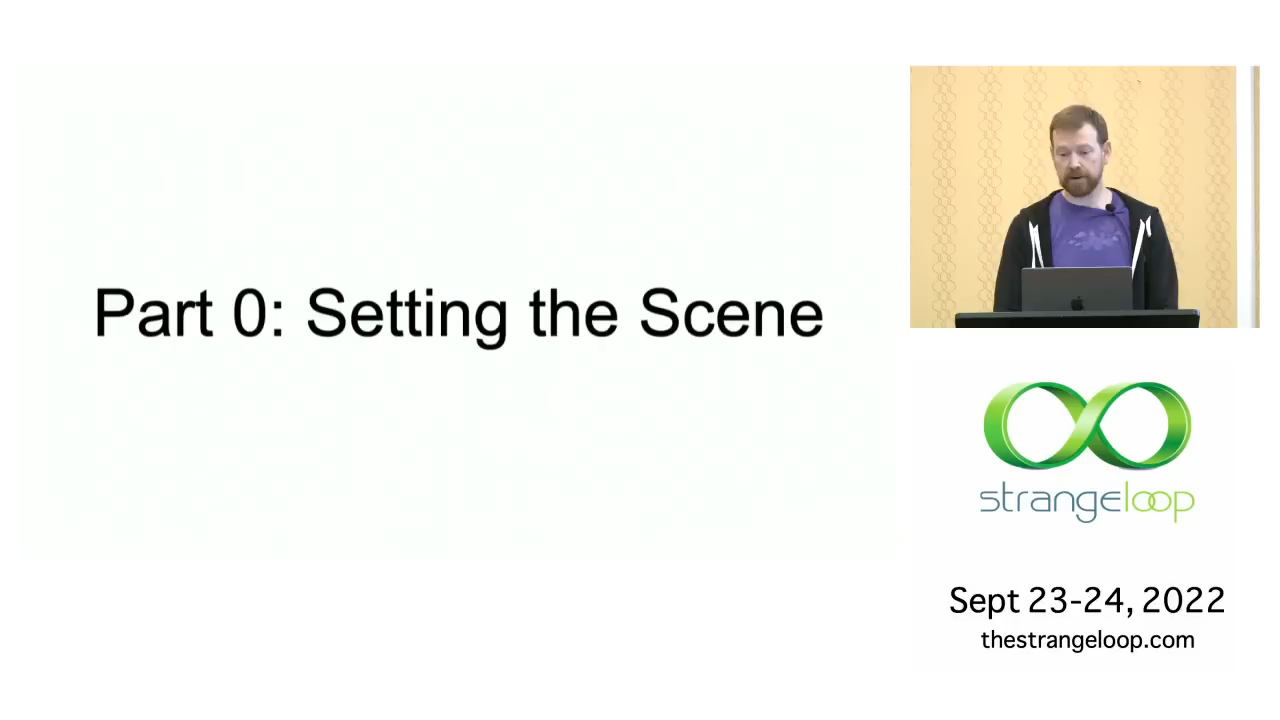 Part 0: Setting the Scene
strangeloop
Sept 23-24, 2022
thestrangeloop.com